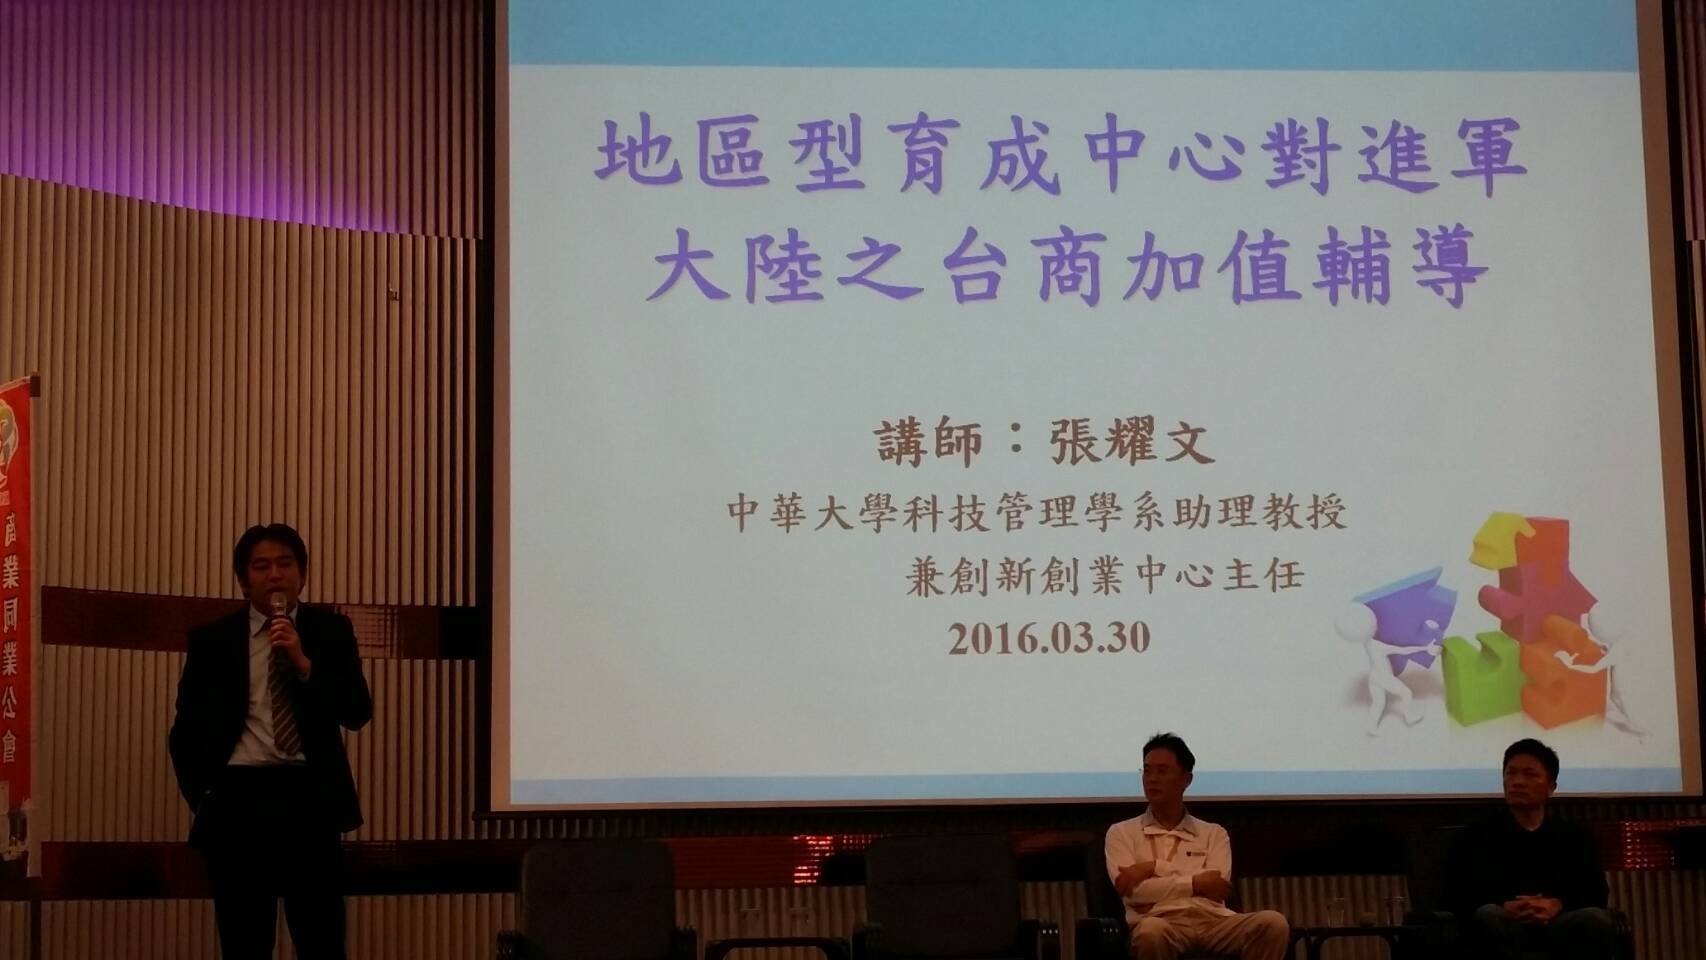 地區型育成中心對進軍
大陸之台商加值輔導
講師：張耀文
中華大學科技管理學系助理教授
兼創新創業中心主任
2016.03.30
商業同業公會